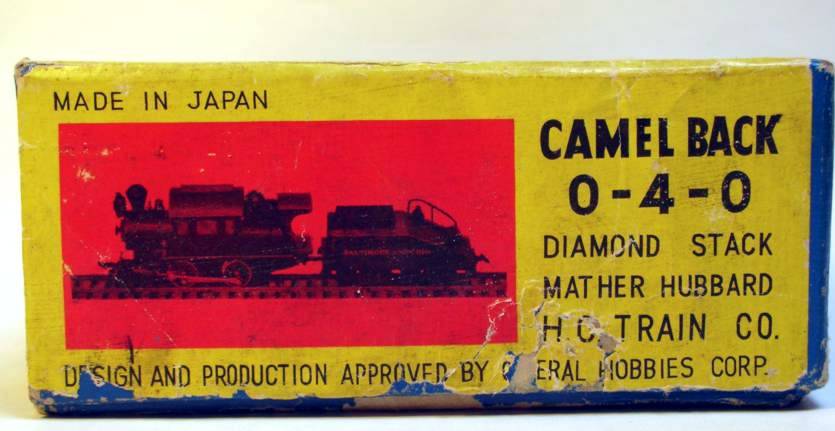 MADE IN JAPAN
CAMEL BACK
0-4-0
DIAMOND STACK
MATHER HUBBARD
H.O. TRAIN CO.
DESIGN AND PRODUCTION APPROVED BY ERAL HOBBIES CORP.